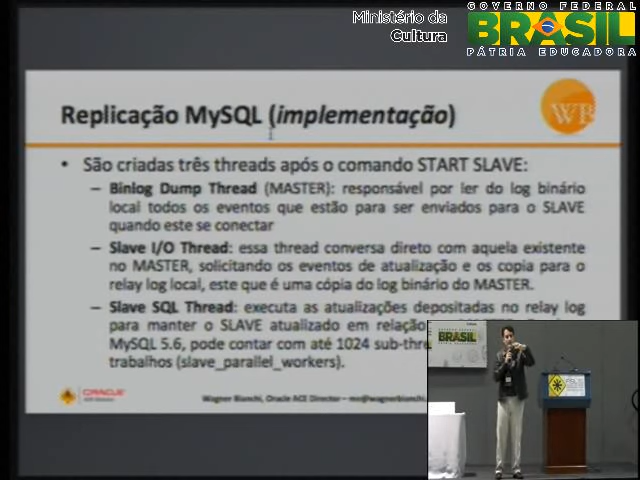 Ministério da
Cultura
GOVERNO FEDERAL
BRASIL
PÁTRIA EDUCADORA
Replicação MySQL (implementação)
WB
• São criadas três threads após o comando START SLAVE:
– Binlog Dump Thread (MASTER): responsável por ler do log binário
local todos os eventos que estão para ser enviados para o SLAVE
quando este se conectar
– Slave I/O Thread: essa thread conversa direto com aquela existente
no MASTER, solicitando os eventos de atualização e os copia para o
relay log local, este que é uma cópia do log binário do MASTER.
– Slave SQL Thread: executa as atualizações depositadas no relay log
para manter o SLAVE atualizado em relação
MySQL 5.6, pode contar com até 1024 sub-thre
trabalhos (slave_parallel_workers).
ORACLE
Wagner Bianchi, Oracle ACE Director – me@wagnerbianchi.
BRASIL